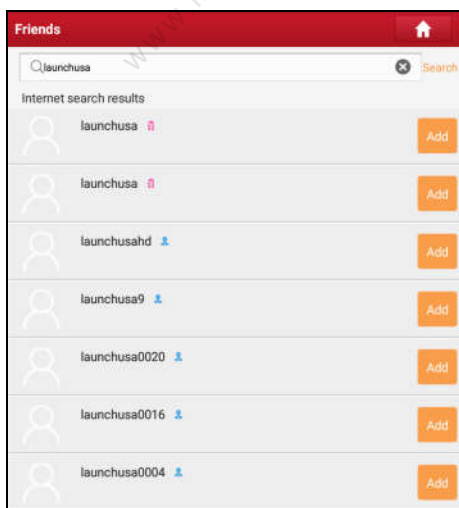 Friends
launchusa
Search
Internet search results
launchusa
Add
launchusa
Add
launchusahd
Add
launchusa9
Add
launchusa0020
Add
launchusa0016
Add
launchusa0004
Add